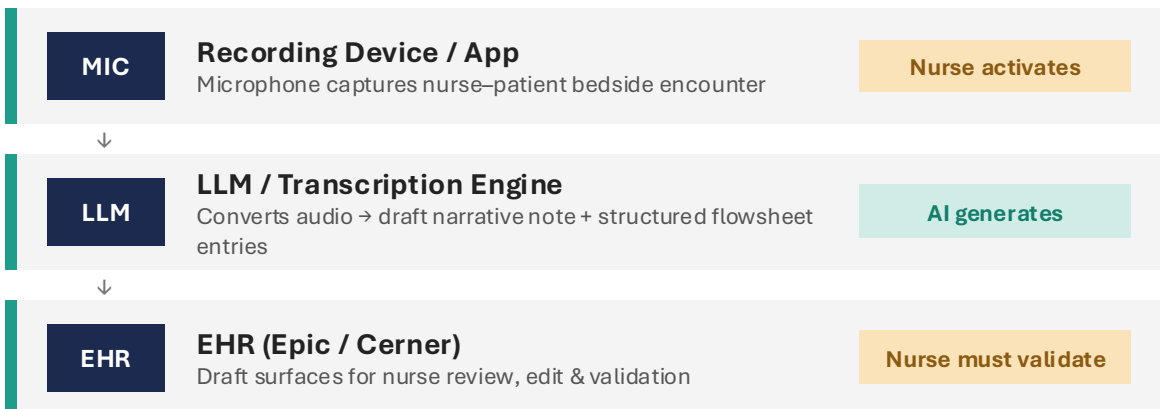 MIC
Recording Device / App
Microphone captures nurse–patient bedside encounter
Nurse activates
↓
LLM
LLM / Transcription Engine
Converts audio → draft narrative note + structured flowsheet
entries
AI generates
↓
EHR
EHR (Epic / Cerner)
Draft surfaces for nurse review, edit & validation
Nurse must validate